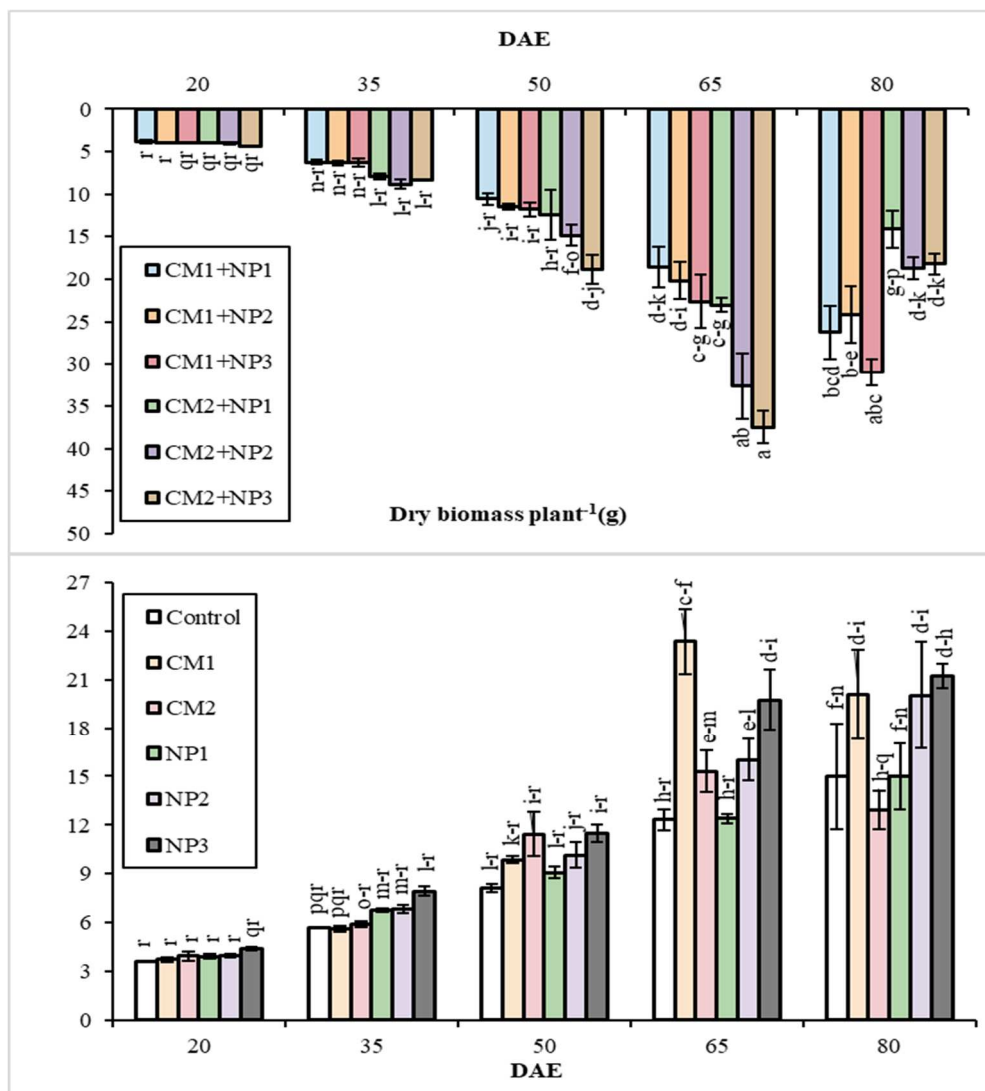 DAE
20 35 50 65 80
0
5
10
15
20
25
30
35
40
45
50
r r qr qr qr qr
n-r n-r n-r l-r l-r l-r
j-r i-r i-r h-r f-o d-j
d-k d-i c-g c-g ab a
bcd b-e abc g-p d-k d-k
CM1+NP1
CM1+NP2
CM1+NP3
CM2+NP1
CM2+NP2
CM2+NP3
Dry biomass plant⁻¹(g)
27
24
21
18
15
12
9
6
3
0
Control
CM1
CM2
NP1
NP2
NP3
r r r r r qr
pqr pqr o-r m-r m-r l-r
l-r k-r i-r l-r j-r i-r
h-r c-f e-m h-r e-l d-i
f-n d-i h-q f-n d-i d-h
20 35 50 65 80
DAE